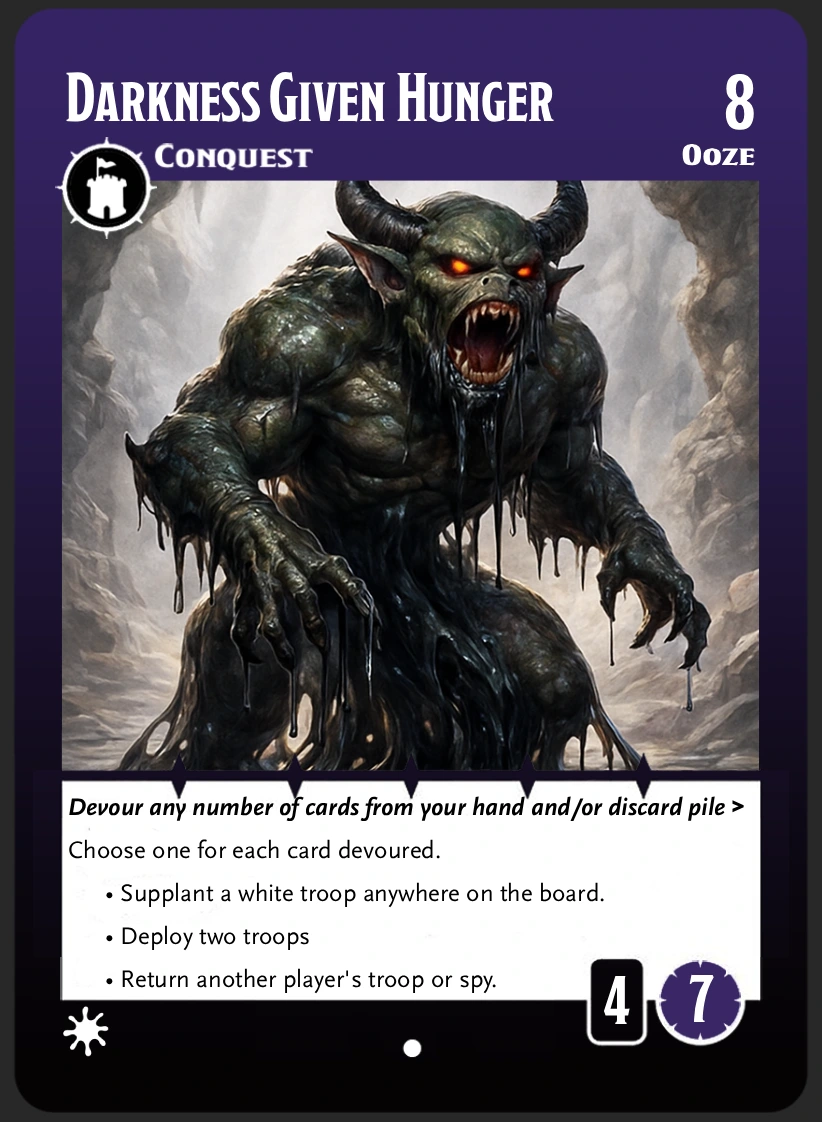 Darkness Given Hunger 8
Conquest Ooze
Devour any number of cards from your hand and/or discard pile >
Choose one for each card devoured.
• Supplant a white troop anywhere on the board.
• Deploy two troops
• Return another player's troop or spy.
4 7